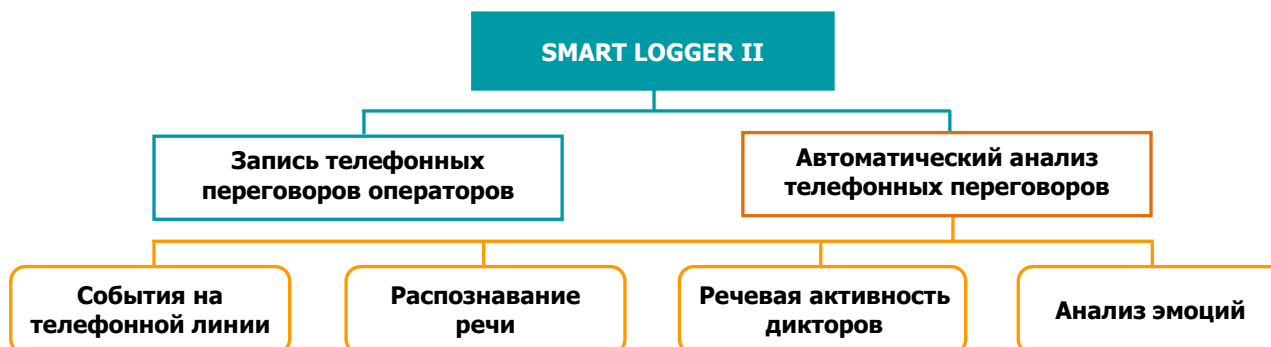 SMART LOGGER II
Запись телефонных
переговоров операторов
Автоматический анализ
телефонных переговоров
События на
телефонной линии
Распознавание
речи
Речевая активность
дикторов
Анализ эмоций